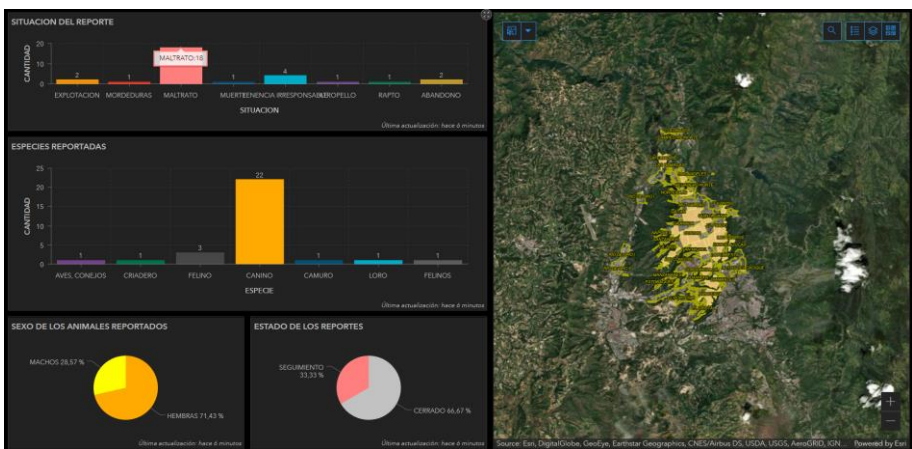 SITUACION DEL REPORTE
CANTIDAD
20
10
0
2
1
MALTRATO:18
1
4
1
1
2
EXPLOTACION
MORDEDURAS
MALTRATO
MUERTE
TENENCIA IRRESPONSABLE
ATROPELLO
RAPTO
ABANDONO
SITUACION
Última actualización: hace 6 minutos
ESPECIES REPORTADAS
CANTIDAD
25
20
15
10
5
0
1
1
3
22
1
1
1
AVES, CONEJOS
CRIADERO
FELINO
CANINO
CAMURO
LORO
FELINOS
ESPECIE
Última actualización: hace 6 minutos
SEXO DE LOS ANIMALES REPORTADOS
MACHOS 28,57 %
HEMBRAS 71,43 %
Última actualización: hace 6 minutos
ESTADO DE LOS REPORTES
SEGUIMIENTO
33,33 %
CERRADO 66,67 %
Última actualización: hace 6 minutos
Source: Esri, DigitalGlobe, GeoEye, Earthstar Geographics, CNES/Airbus DS, USDA, USGS, AeroGRID, IGN... Powered by Esri